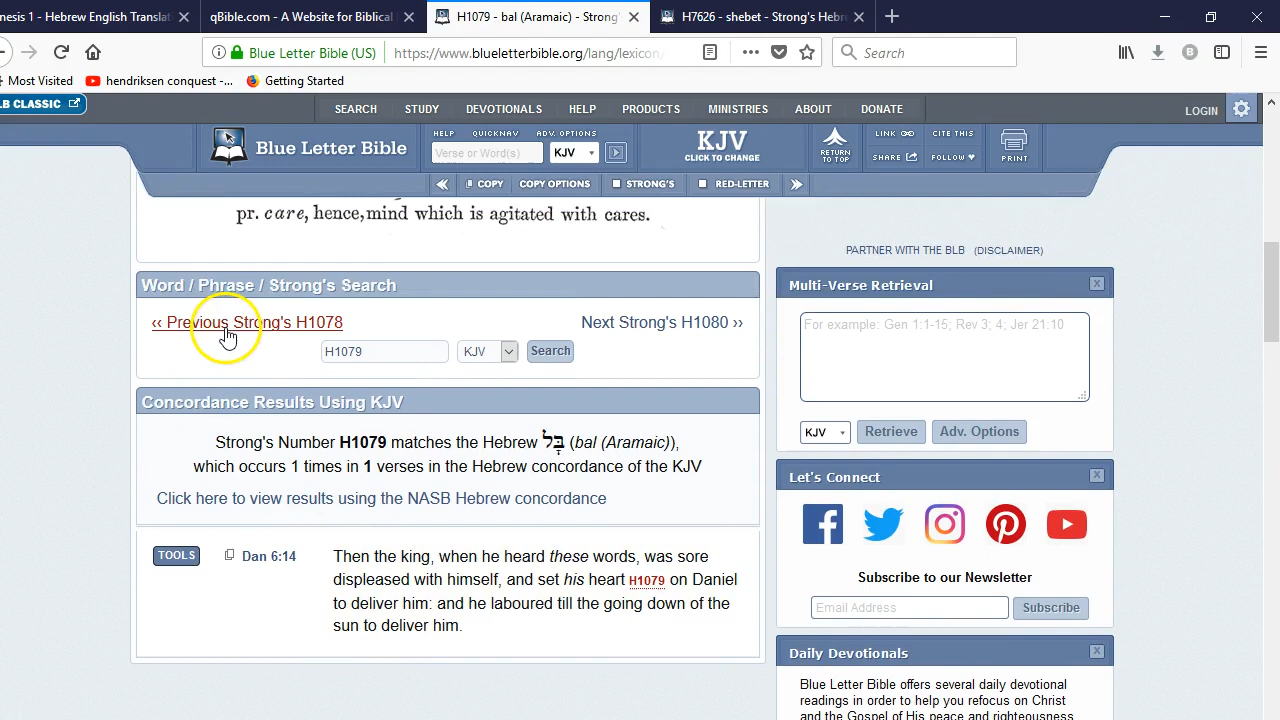 nesis 1 - Hebrew English Translat
qBible.com - A Website for Biblical
H1079 - bal (Aramaic) - Strong'
H7626 - shebet - Strong's Heb
Blue Letter Bible (US)
https://www.blueletterbible.org/lang/lexicon
Search
Most Visited
hendriksen conquest -...
Getting Started
LB CLASSIC
SEARCH
STUDY
DEVOTIONALS
HELP
PRODUCTS
MINISTRIES
ABOUT
DONATE
LOGIN
Blue Letter Bible
HELP QUICKNAV ADV. OPTIONS
Verse or Word(s)
KJV
KJV
CLICK TO CHANGE
RETURN
TO TOP
LINK
CITE THIS
SHARE
FOLLOW
PRINT
COPY
COPY OPTIONS
STRONG'S
RED-LETTER
pr. care, hence, mind which is agitated with cares.
Word / Phrase / Strong's Search
‹‹ Previous Strong's H1078
Next Strong's H1080 ››
H1079
KJV
Search
Concordance Results Using KJV
Strong's Number H1079 matches the Hebrew בָּל (bal (Aramaic)),
which occurs 1 times in 1 verses in the Hebrew concordance of the KJV
Click here to view results using the NASB Hebrew concordance
TOOLS
Dan 6:14
Then the king, when he heard these words, was sore
displeased with himself, and set his heart H1079 on Daniel
to deliver him: and he laboured till the going down of the
sun to deliver him.
PARTNER WITH THE BLB (DISCLAIMER)
Multi-Verse Retrieval
For example: Gen 1:1-15; Rev 3; 4; Jer 21:10
KJV
Retrieve
Adv. Options
Let's Connect
Subscribe to our Newsletter
Email Address
Subscribe
Daily Devotionals
Blue Letter Bible offers several daily devotional
readings in order to help you refocus on Christ
and the Gospel of His peace and righteousness